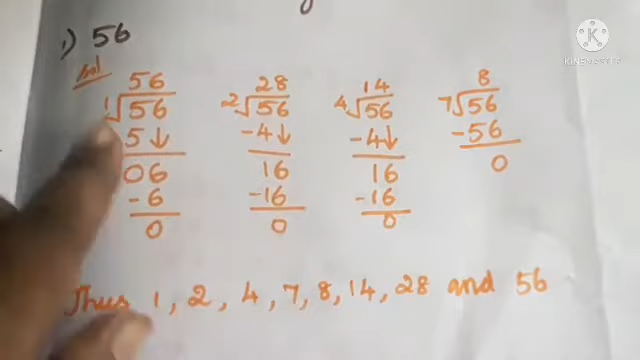 i) 56
Sol
56 28 14 8
1√56 2√56 4√56 7√56
5↓ -4↓ -4↓ -56
06 16 16 0
-6 -16 -16
0 0 0
Thus 1, 2, 4, 7, 8, 14, 28 and 56
KINEMASTER